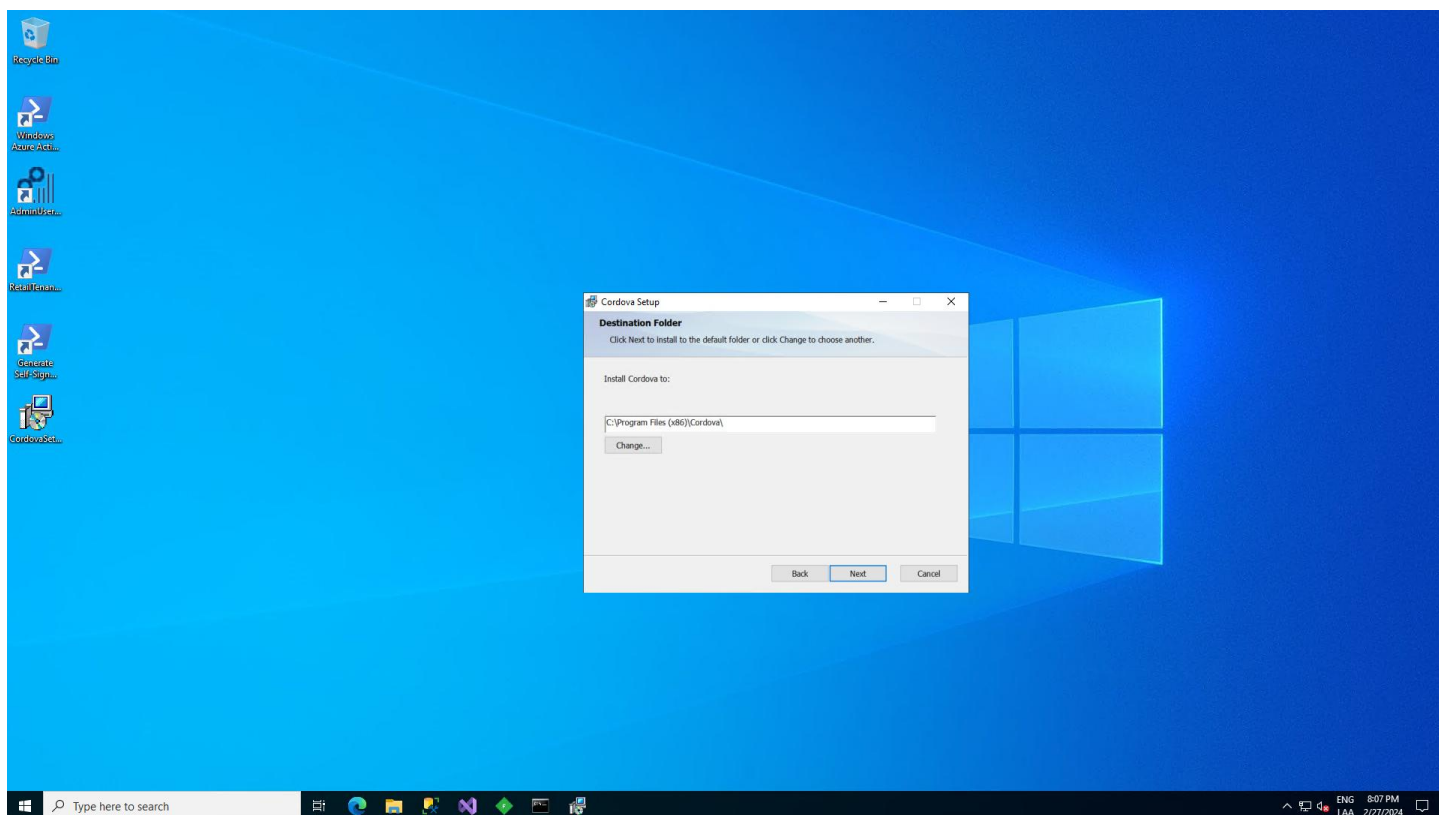 Recycle Bin
Windows
Azure Acti...
AdminUser...
RetailTenan...
Generate
Self-Sign...
CordovaSet...
Cordova Setup
Destination Folder
Click Next to install to the default folder or click Change to choose another.
Install Cordova to:
C:\Program Files (x86)\Cordova\
Change...
Back Next Cancel
Type here to search
ENG 8:07 PM
LAA 2/27/2024